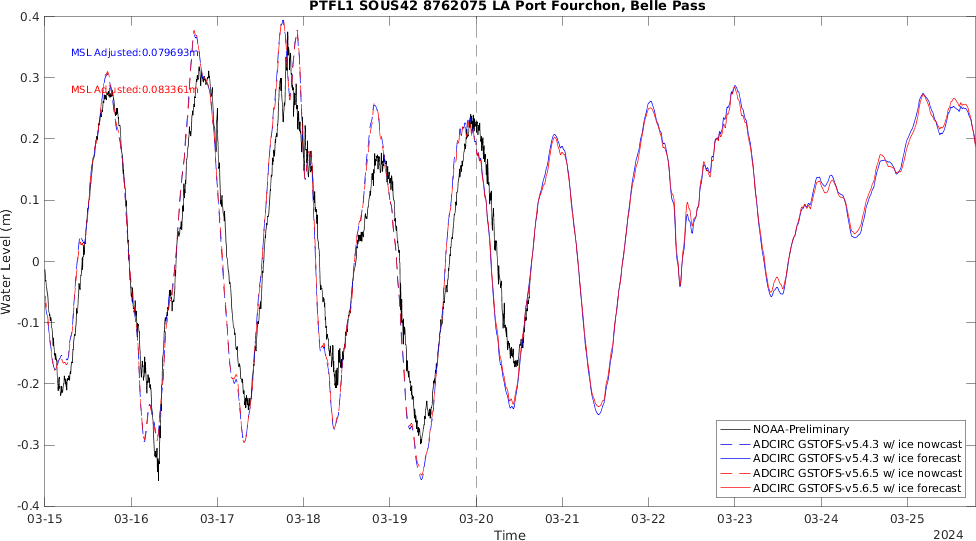 PTFL1 SOUS42 8762075 LA Port Fourchon, Belle Pass
0.4
0.3
0.2
0.1
0
-0.1
-0.2
-0.3
-0.4
Water Level (m)
MSL Adjusted:0.079693m
MSL Adjusted:0.083361m
NOAA-Preliminary
ADCIRC GSTOFS-v5.4.3 w/ ice nowcast
ADCIRC GSTOFS-v5.4.3 w/ ice forecast
ADCIRC GSTOFS-v5.6.5 w/ ice nowcast
ADCIRC GSTOFS-v5.6.5 w/ ice forecast
03-15 03-16 03-17 03-18 03-19 03-20 03-21 03-22 03-23 03-24 03-25
Time
2024